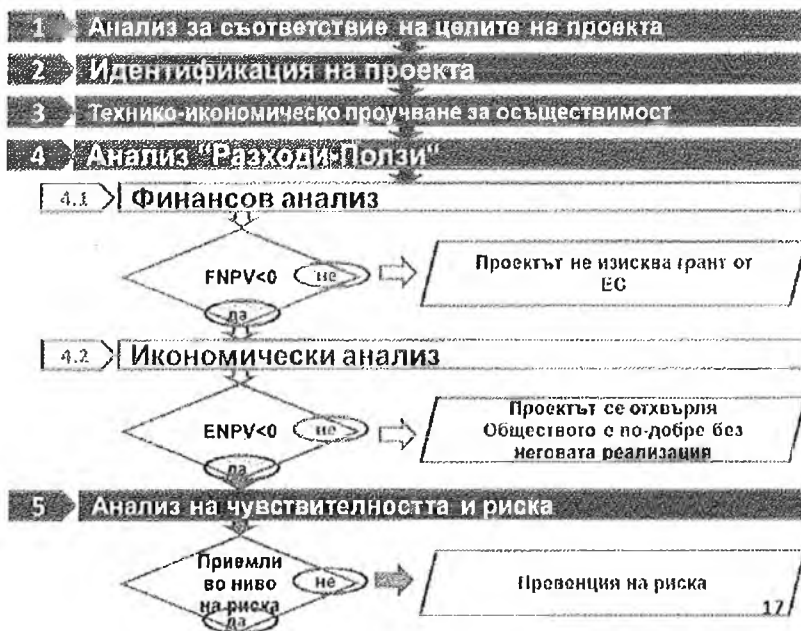 1 Анализ за съответствие на целите на проекта
2 Идентификация на проекта
3 Технико-икономическо проучване за осъществимост
4 Анализ "Разходи-Ползи"
4.1 Финансов анализ
FNPV<0 не
Проектът не изисква грант от
ЕС
да
4.2 Икономически анализ
ENPV<0 не
Проектът се отхвърля
Обществото е по-добре без
неговата реализация
да
5 Анализ на чувствителността и риска
Приемли
во ниво
на риска
не
Превенция на риска
да
17